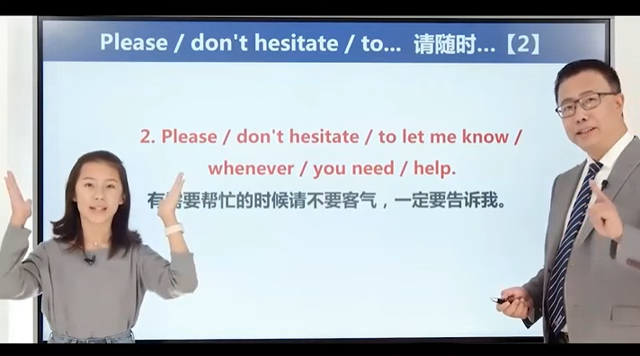 Please / don't hesitate / to... 请随时...【2】
2. Please / don't hesitate / to let me know /
whenever / you need / help.
有需要帮忙的时候请不要客气，一定要告诉我。